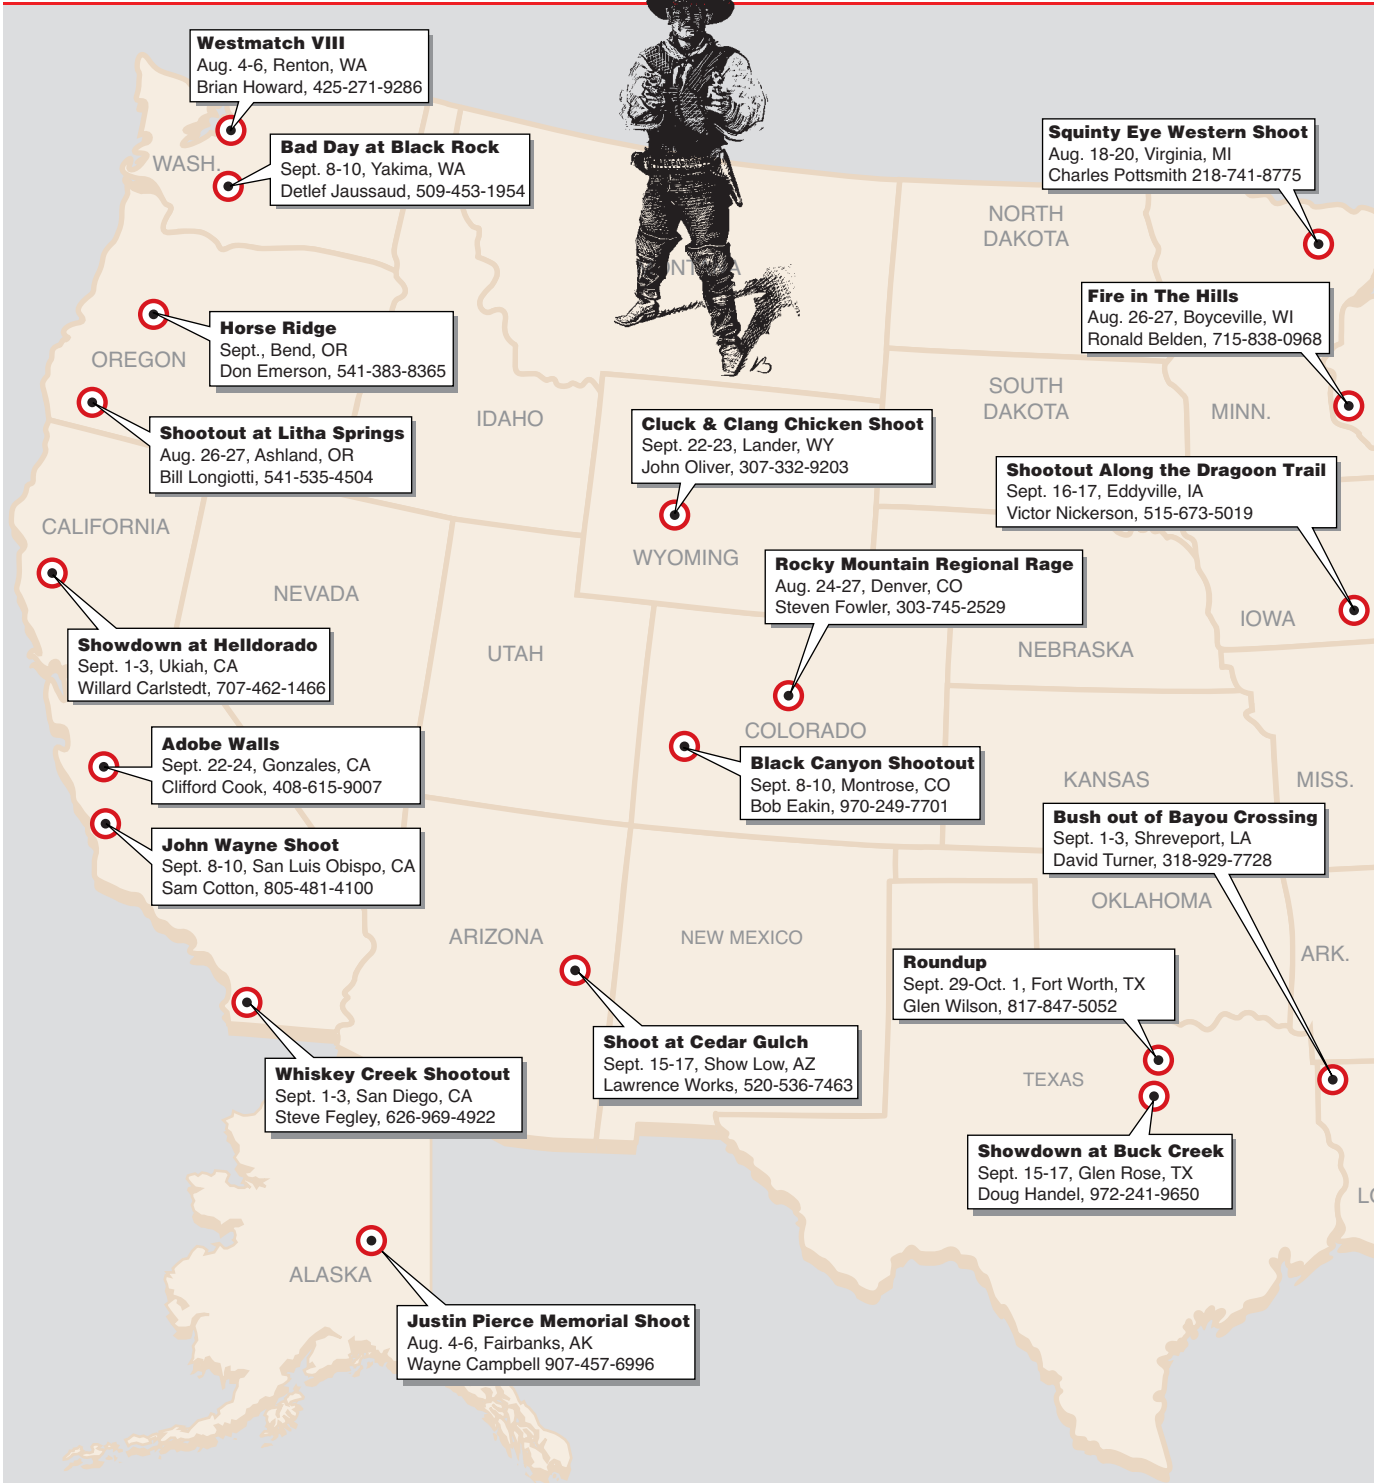 Westmatch VIII
Aug. 4-6, Renton, WA
Brian Howard, 425-271-9286
WASH.
Bad Day at Black Rock
Sept. 8-10, Yakima, WA
Detlef Jaussaud, 509-453-1954
Squinty Eye Western Shoot
Aug. 18-20, Virginia, MI
Charles Pottsmith 218-741-8775
NORTH
DAKOTA
Fire in The Hills
Aug. 26-27, Boyceville, WI
Ronald Belden, 715-838-0968
Horse Ridge
Sept., Bend, OR
Don Emerson, 541-383-8365
OREGON
IDAHO
SOUTH
DAKOTA
MINN.
Shootout at Litha Springs
Aug. 26-27, Ashland, OR
Bill Longiotti, 541-535-4504
Cluck & Clang Chicken Shoot
Sept. 22-23, Lander, WY
John Oliver, 307-332-9203
Shootout Along the Dragoon Trail
Sept. 16-17, Eddyville, IA
Victor Nickerson, 515-673-5019
CALIFORNIA
WYOMING
NEVADA
Rocky Mountain Regional Rage
Aug. 24-27, Denver, CO
Steven Fowler, 303-745-2529
IOWA
Showdown at Helldorado
Sept. 1-3, Ukiah, CA
Willard Carlstedt, 707-462-1466
UTAH
NEBRASKA
COLORADO
Adobe Walls
Sept. 22-24, Gonzales, CA
Clifford Cook, 408-615-9007
Black Canyon Shootout
Sept. 8-10, Montrose, CO
Bob Eakin, 970-249-7701
KANSAS
MISS.
Bush out of Bayou Crossing
Sept. 1-3, Shreveport, LA
David Turner, 318-929-7728
John Wayne Shoot
Sept. 8-10, San Luis Obispo, CA
Sam Cotton, 805-481-4100
OKLAHOMA
ARIZONA
NEW MEXICO
ARK.
Roundup
Sept. 29-Oct. 1, Fort Worth, TX
Glen Wilson, 817-847-5052
Shoot at Cedar Gulch
Sept. 15-17, Show Low, AZ
Lawrence Works, 520-536-7463
Whiskey Creek Shootout
Sept. 1-3, San Diego, CA
Steve Fegley, 626-969-4922
TEXAS
Showdown at Buck Creek
Sept. 15-17, Glen Rose, TX
Doug Handel, 972-241-9650
ALASKA
Justin Pierce Memorial Shoot
Aug. 4-6, Fairbanks, AK
Wayne Campbell 907-457-6996